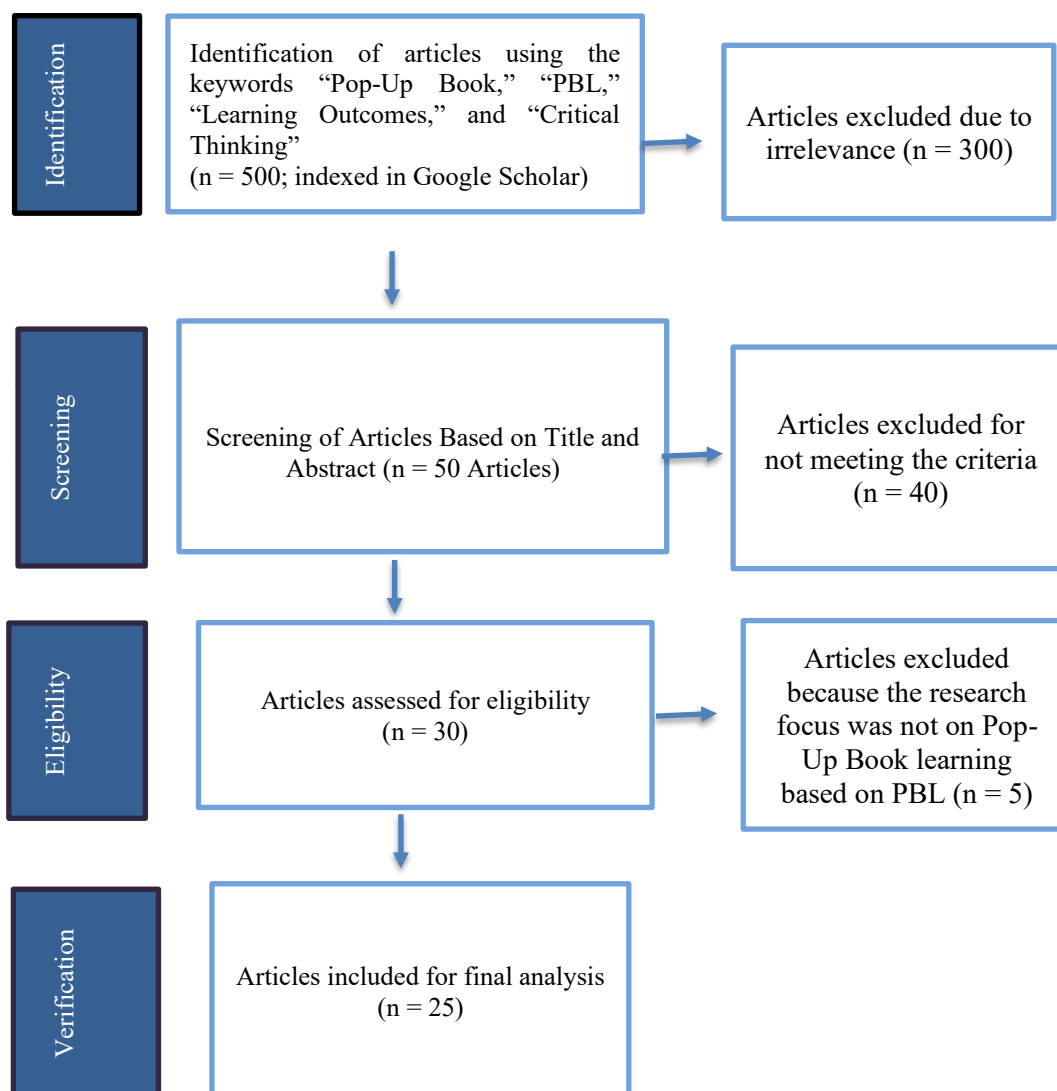 Identification
Identification of articles using the
keywords “Pop-Up Book,” “PBL,”
“Learning Outcomes,” and “Critical
Thinking”
(n = 500; indexed in Google Scholar)
Articles excluded due to
irrelevance (n = 300)
Screening
Screening of Articles Based on Title and
Abstract (n = 50 Articles)
Articles excluded for
not meeting the criteria
(n = 40)
Eligibility
Articles assessed for eligibility
(n = 30)
Articles excluded
because the research
focus was not on Pop-
Up Book learning
based on PBL (n = 5)
Verification
Articles included for final analysis
(n = 25)